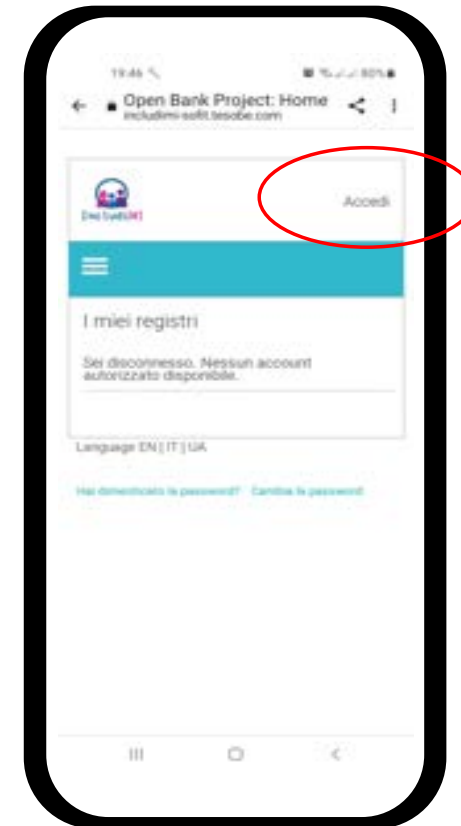 19:46 80%
Open Bank Project: Home
includimi-sofit.tesobe.com
Accedi
I miei registri
Sei disconnesso. Nessun account
autorizzato disponibile.
Language EN | IT | UA
Hai dimenticato la password? Cambia la password